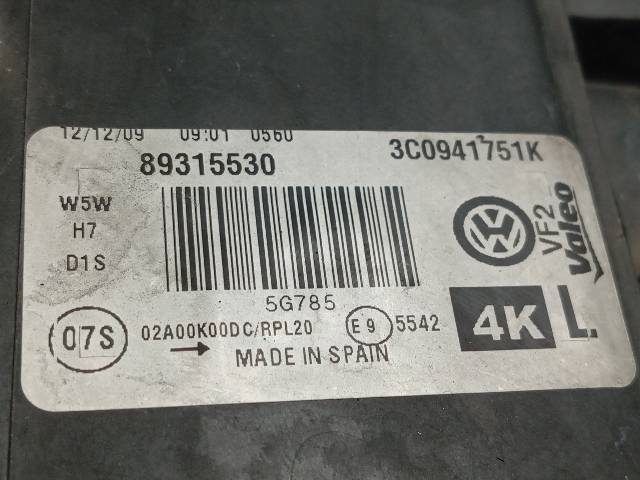 12/12/09 09:01 0560
89315530 3C0941751K
W5W
H7
D1S
VF2
Valeo
5G785
07S
02A00K00DC/RPL20
E9 5542
4K L
MADE IN SPAIN